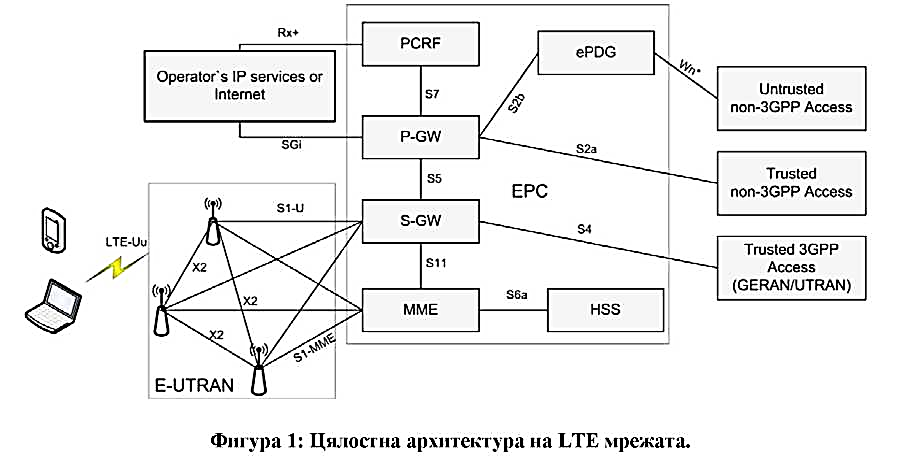 Rx+
PCRF
ePDG
Wn*
Operator`s IP services or
Internet
Untrusted
non-3GPP Access
S7
S2b
SGi
P-GW
S2a
Trusted
non-3GPP Access
S5
EPC
S1-U
S-GW
S4
LTE-Uu
X2
S11
Trusted 3GPP
Access
(GERAN/UTRAN)
X2
MME
S6a
HSS
X2
S1-MME
E-UTRAN
Фигура 1: Цялостна архитектура на LTE мрежата.